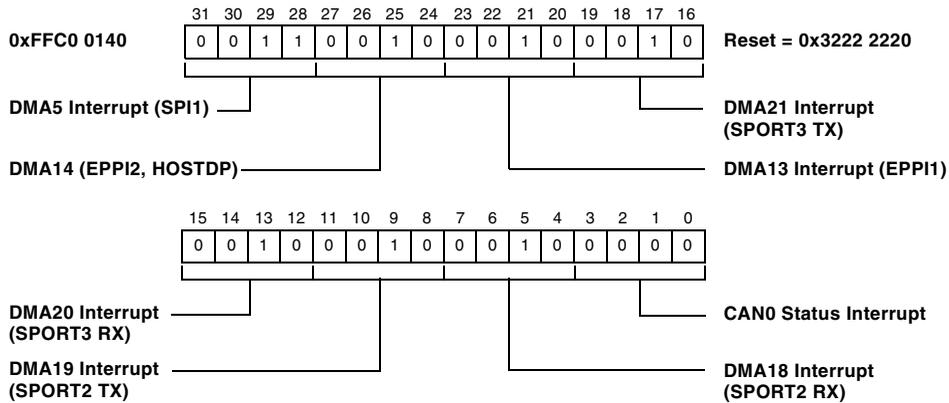 31 30 29 28 27 26 25 24 23 22 21 20 19 18 17 16
0xFFC0 0140
0 0 1 1 0 0 1 0 0 0 1 0 0 0 1 0
Reset = 0x3222 2220
DMA5 Interrupt (SPI1)
DMA21 Interrupt
(SPORT3 TX)
DMA14 (EPPI2, HOSTDP)
DMA13 Interrupt (EPPI1)
15 14 13 12 11 10 9 8 7 6 5 4 3 2 1 0
0 0 1 0 0 0 1 0 0 0 1 0 0 0 0 0
DMA20 Interrupt
(SPORT3 RX)
CAN0 Status Interrupt
DMA19 Interrupt
(SPORT2 TX)
DMA18 Interrupt
(SPORT2 RX)